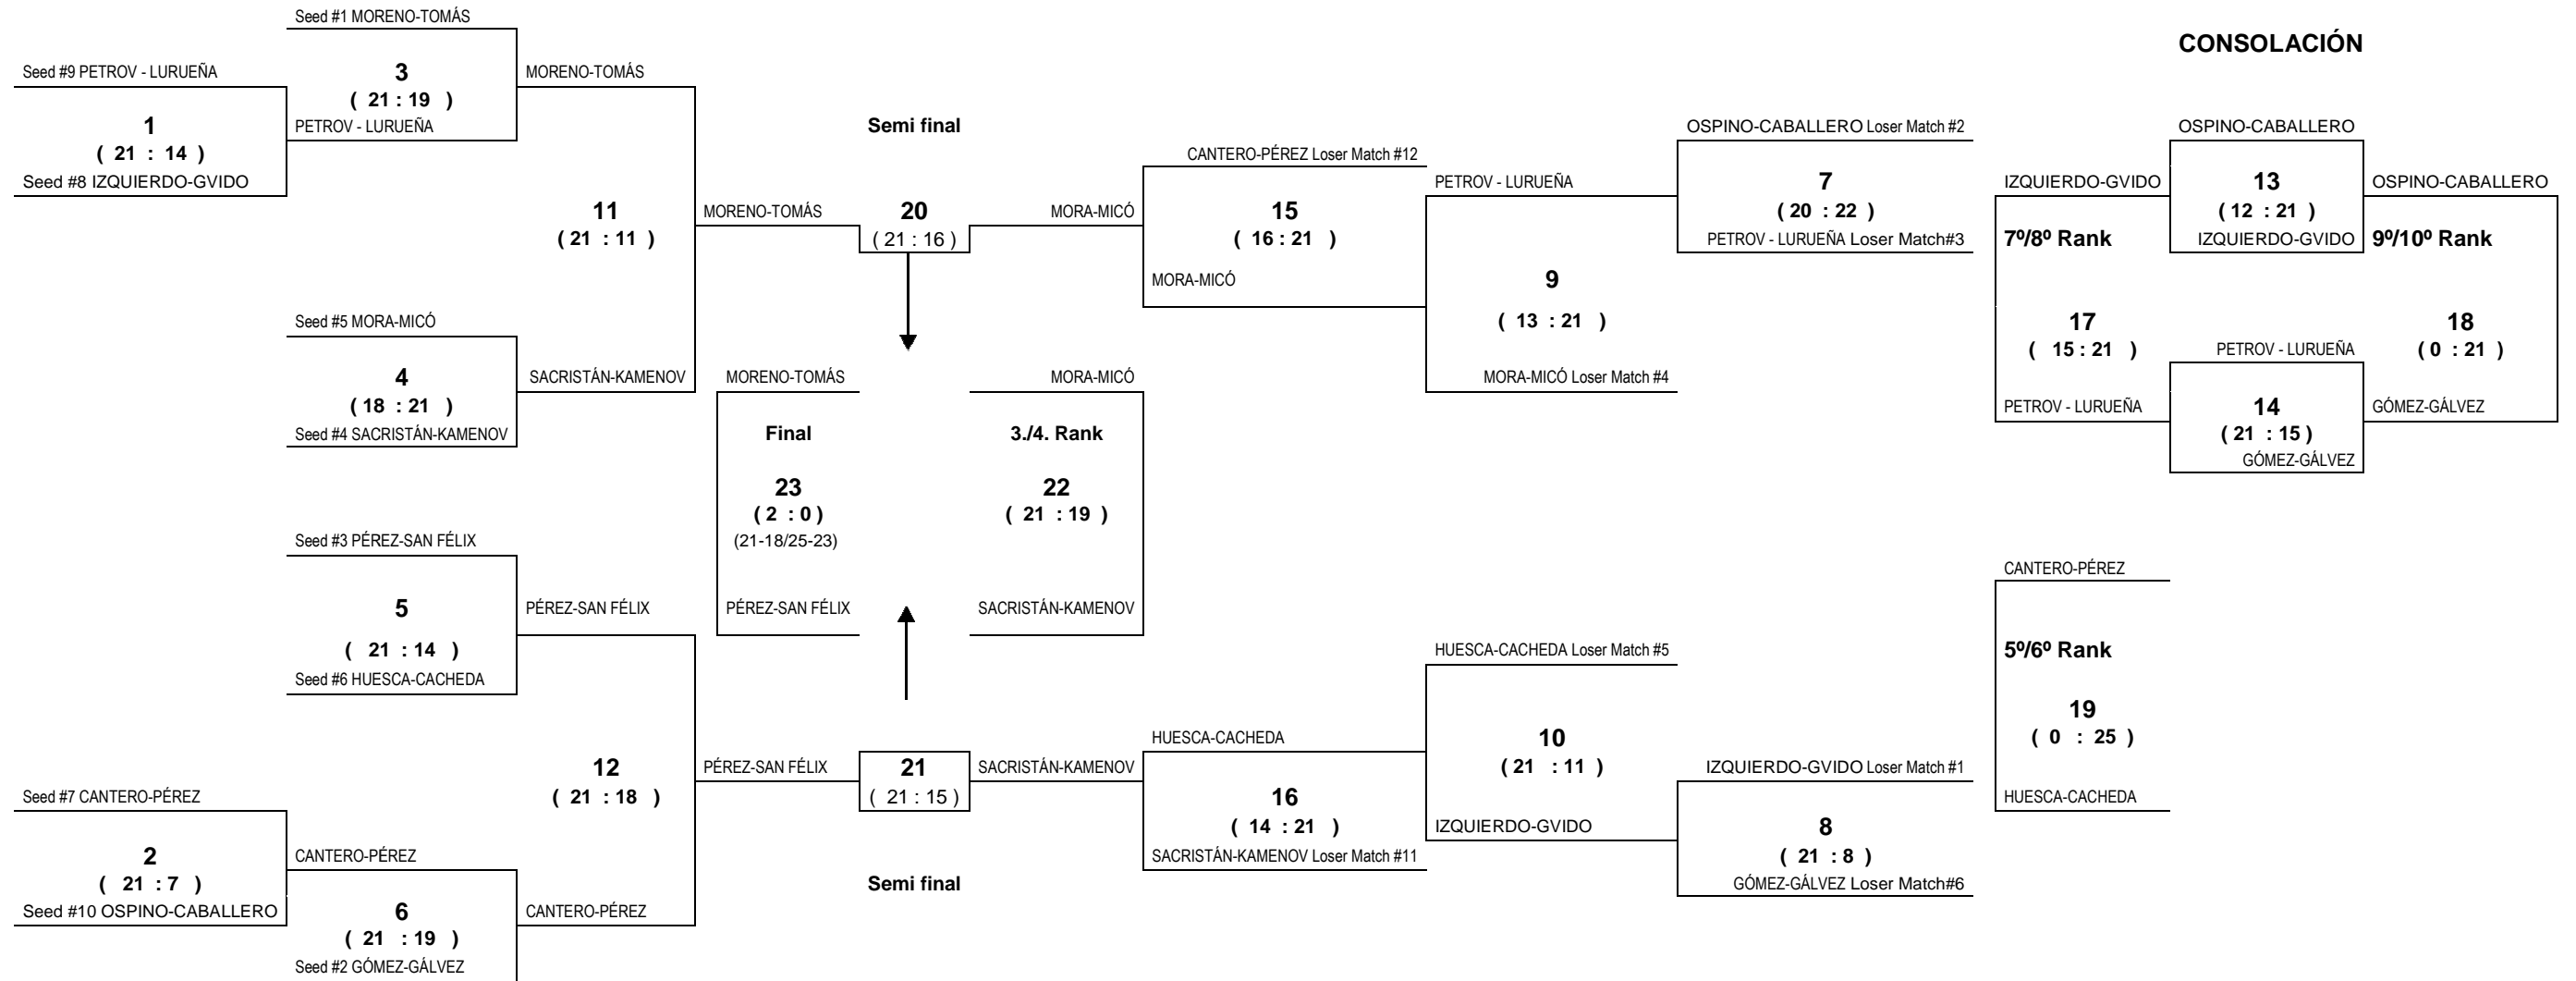 Seed #1 MORENO-TOMÁS
CONSOLACIÓN
Seed #9 PETROV - LURUEÑA
3
MORENO-TOMÁS
( 21 : 19 )
1
PETROV - LURUEÑA
( 21 : 14 )
Seed #8 IZQUIERDO-GVIDO
Semi final
OSPINO-CABALLERO Loser Match #2
OSPINO-CABALLERO
CANTERO-PÉREZ Loser Match #12
PETROV - LURUEÑA
7
IZQUIERDO-GVIDO
13
OSPINO-CABALLERO
11
MORENO-TOMÁS
20
MORA-MICÓ
15
( 20 : 22 )
( 12 : 21 )
( 21 : 11 )
( 21 : 16 )
( 16 : 21 )
PETROV - LURUEÑA Loser Match#3
7º/8º Rank
IZQUIERDO-GVIDO
9º/10º Rank
MORA-MICÓ
9
Seed #5 MORA-MICÓ
( 13 : 21 )
17
18
( 15 : 21 )
PETROV - LURUEÑA
( 0 : 21 )
4
SACRISTÁN-KAMENOV
MORENO-TOMÁS
MORA-MICÓ
MORA-MICÓ Loser Match #4
( 18 : 21 )
PETROV - LURUEÑA
14
GÓMEZ-GÁLVEZ
Seed #4 SACRISTÁN-KAMENOV
Final
3./4. Rank
( 21 : 15 )
GÓMEZ-GÁLVEZ
23
22
( 2 : 0 )
( 21 : 19 )
(21-18/25-23)
Seed #3 PÉREZ-SAN FÉLIX
CANTERO-PÉREZ
5
PÉREZ-SAN FÉLIX
PÉREZ-SAN FÉLIX
SACRISTÁN-KAMENOV
( 21 : 14 )
HUESCA-CACHEDA Loser Match #5
5º/6º Rank
Seed #6 HUESCA-CACHEDA
19
HUESCA-CACHEDA
10
( 0 : 25 )
12
PÉREZ-SAN FÉLIX
21
SACRISTÁN-KAMENOV
( 21 : 11 )
IZQUIERDO-GVIDO Loser Match #1
Seed #7 CANTERO-PÉREZ
( 21 : 18 )
( 21 : 15 )
16
HUESCA-CACHEDA
( 14 : 21 )
IZQUIERDO-GVIDO
8
2
CANTERO-PÉREZ
SACRISTÁN-KAMENOV Loser Match #11
( 21 : 8 )
( 21 : 7 )
Semi final
GÓMEZ-GÁLVEZ Loser Match#6
Seed #10 OSPINO-CABALLERO
6
CANTERO-PÉREZ
( 21 : 19 )
Seed #2 GÓMEZ-GÁLVEZ